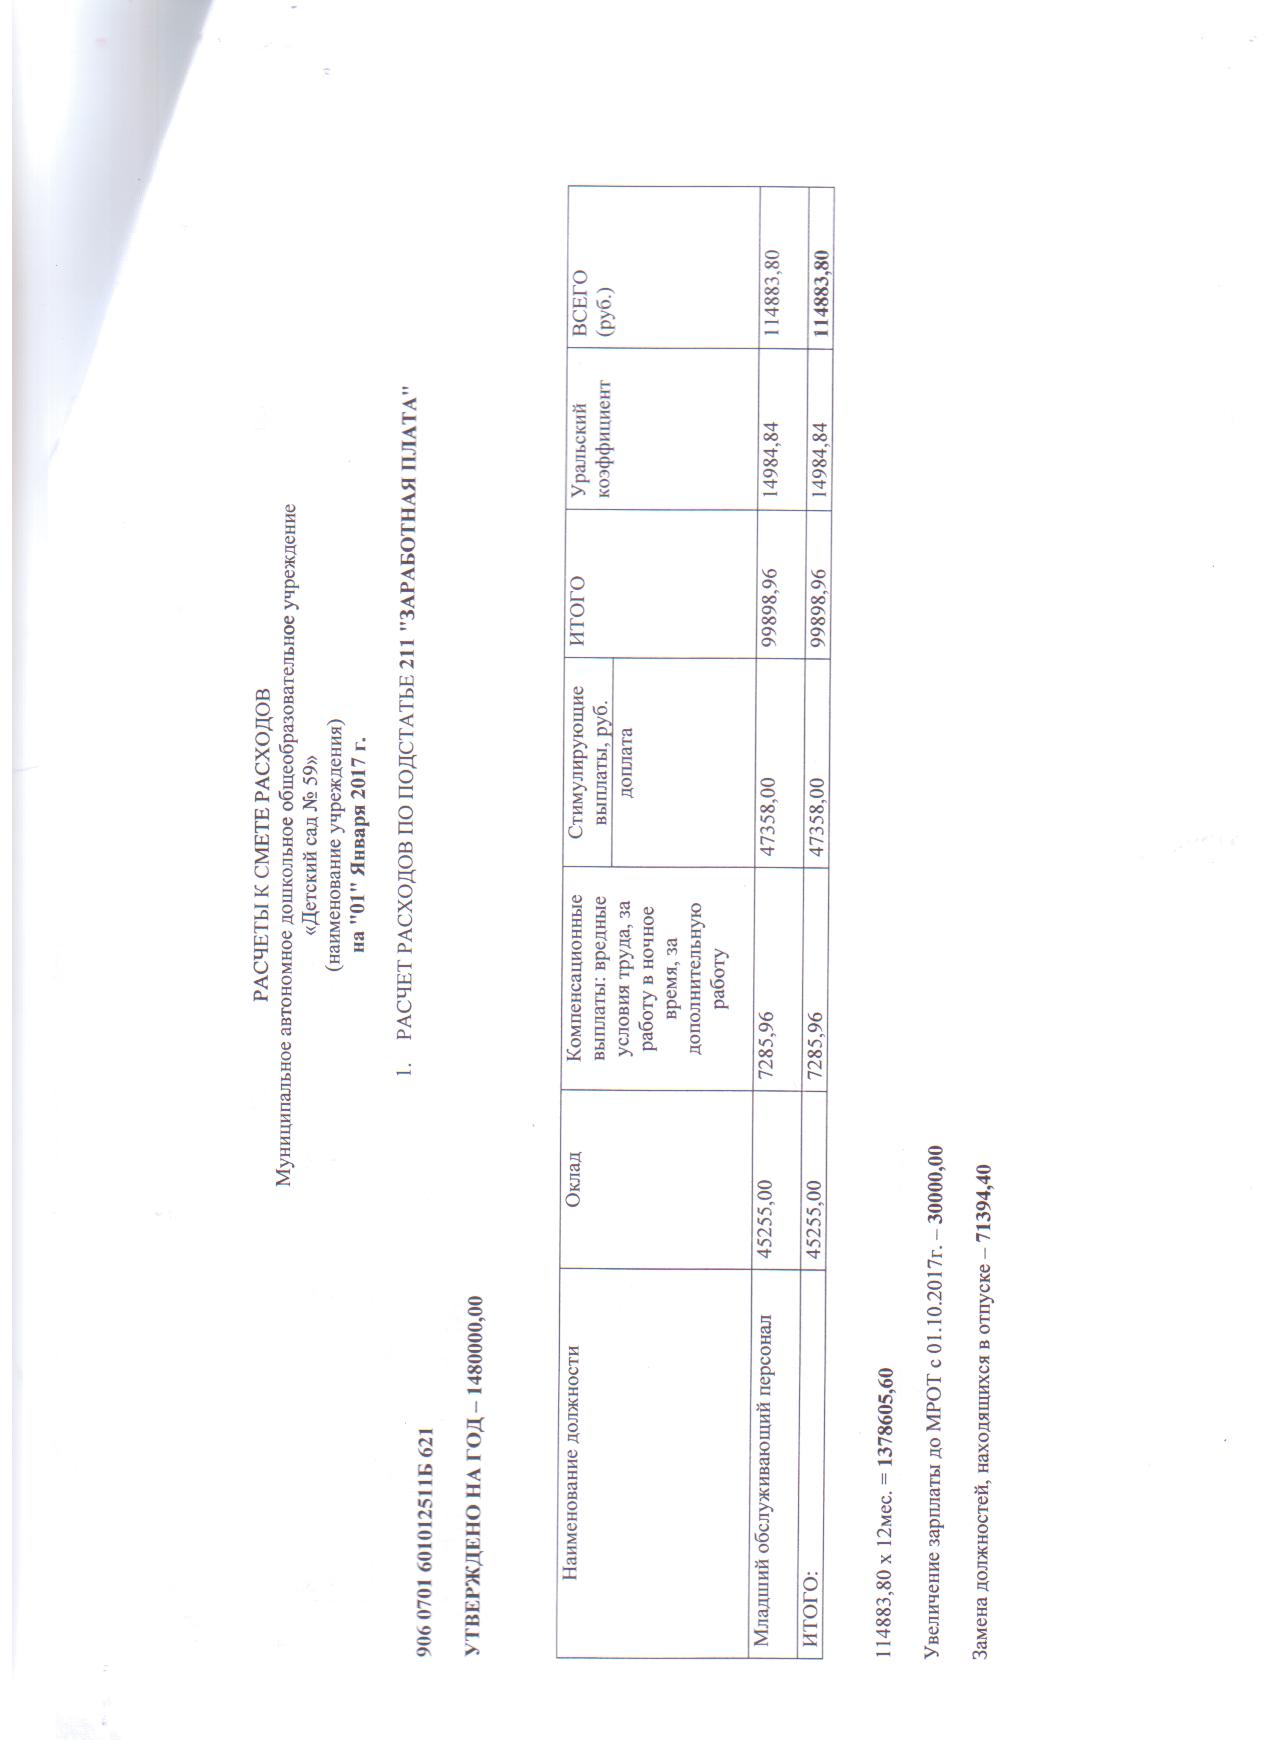 РАСЧЕТЫ К СМЕТЕ РАСХОДОВ
Муниципальное автономное дошкольное общеобразовательное учреждение
«Детский сад № 59»
(наименование учреждения)
на "01" Января 2017 г.
1. РАСЧЕТ РАСХОДОВ ПО ПОДСТАТЬЕ 211 "ЗАРАБОТНАЯ ПЛАТА"
906 0701 601012511Б 621
УТВЕРЖДЕНО НА ГОД – 1480000,00
Наименование должности
Оклад
Компенсационные
выплаты: вредные
условия труда, за
работу в ночное
время, за
дополнительную
работу
Стимулирующие
выплаты, руб.
доплата
ИТОГО
Уральский
коэффициент
ВСЕГО
(руб.)
Младший обслуживающий персонал 45255,00 7285,96 47358,00 99898,96 14984,84 114883,80
ИТОГО: 45255,00 7285,96 47358,00 99898,96 14984,84 114883,80
114883,80 х 12мес. = 1378605,60
Увеличение зарплаты до МРОТ с 01.10.2017г. – 30000,00
Замена должностей, находящихся в отпуске – 71394,40